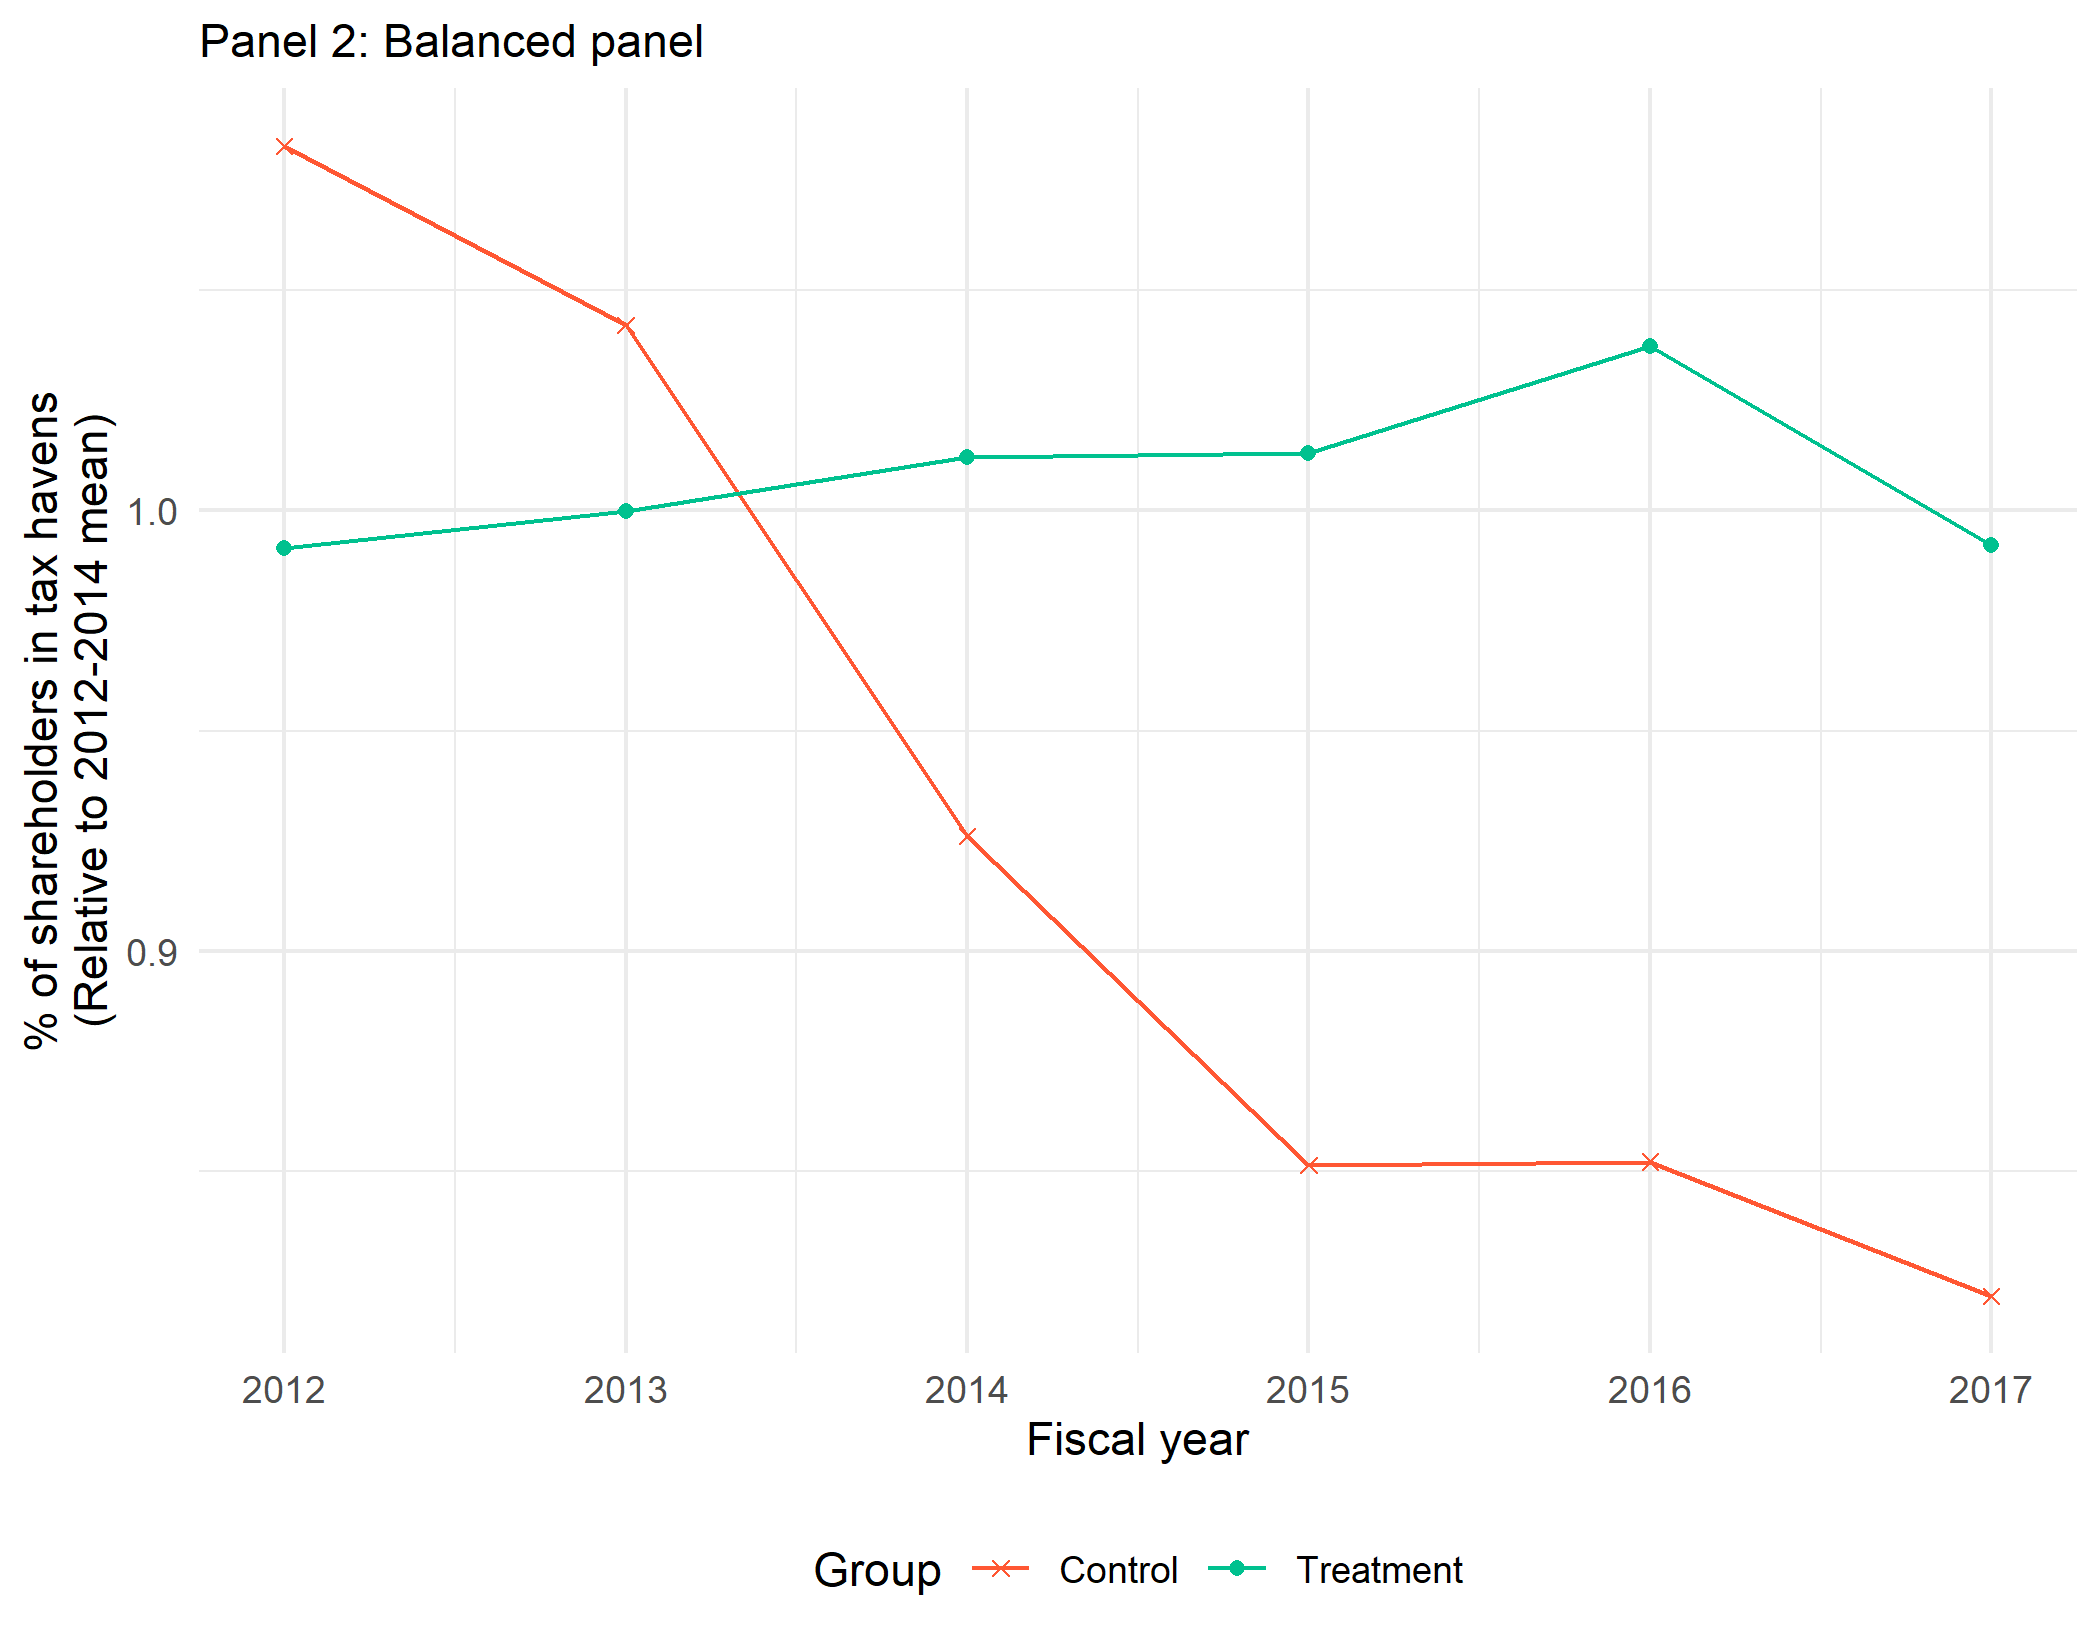 Panel 2: Balanced panel
% of shareholders in tax havens
(Relative to 2012-2014 mean)
1.0
0.9
2012 2013 2014 2015 2016 2017
Fiscal year
Group Control Treatment